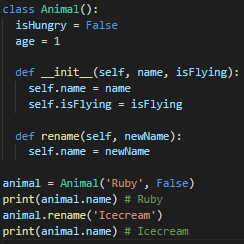 class Animal():
  isHungry = False
  age = 1

  def __init__(self, name, isFlying):
    self.name = name
    self.isFlying = isFlying

  def rename(self, newName):
    self.name = newName

animal = Animal('Ruby', False)
print(animal.name) # Ruby
animal.rename('Icecream')
print(animal.name) # Icecream